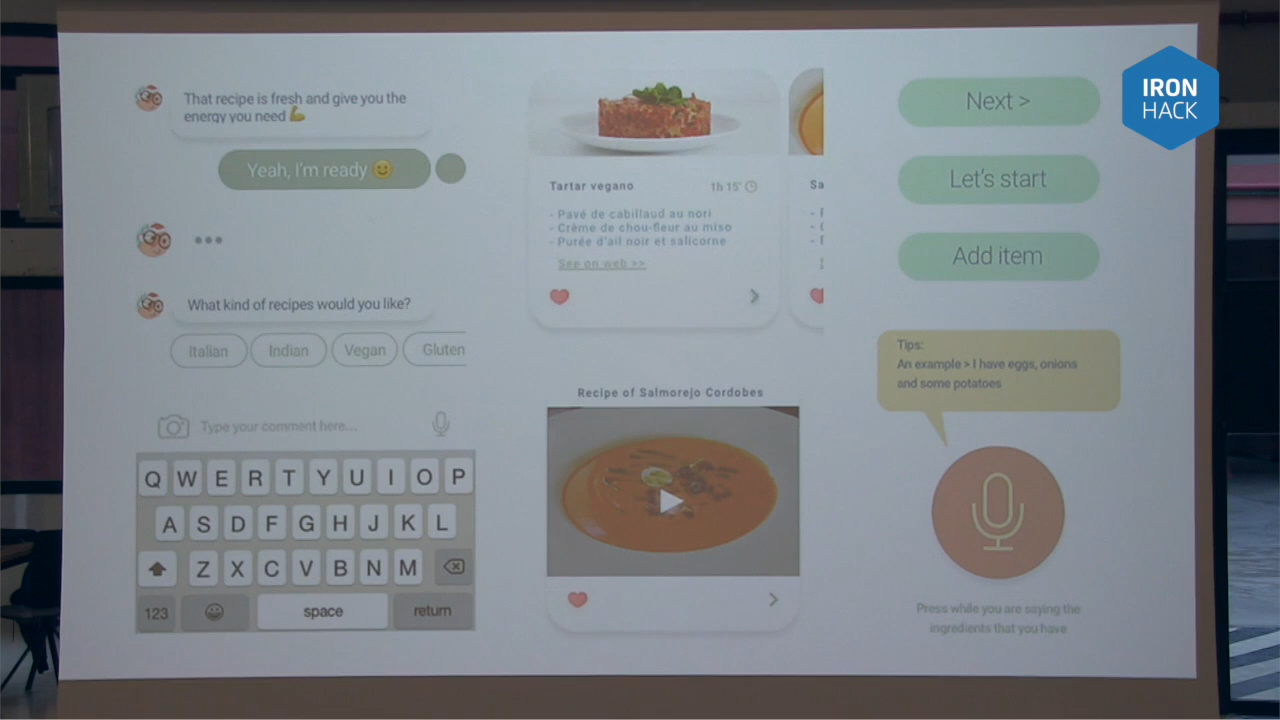 IRON
HACK
That recipe is fresh and give you the
energy you need 💪
Yeah, I'm ready 🙂
What kind of recipes would you like?
Italian
Indian
Vegan
Gluten
Type your comment here...
Q W E R T Y U I O P
A S D F G H J K L
Z X C V B N M
123
space
return
Tartar vegano
1h 15'
- Pavé de cabillaud au nori
- Crème de chou-fleur au miso
- Purée d'ail noir et salicorne
See on web >>
Sa
Recipe of Salmorejo Cordobes
Next >
Let's start
Add item
Tips:
An example > I have eggs, onions
and some potatoes
Press while you are saying the
ingredients that you have